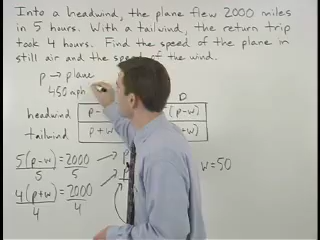 Into a headwind, the plane flew 2000 miles
in 5 hours. With a tailwind, the return trip
took 4 hours. Find the speed of the plane in
still air and the speed of the wind.
p → plane
450 mph
D
headwind p- (p-w)
tailwind p+w (p+w)
5(p-w) = 2000
5 5
4(p+w) = 2000
4 4
w=50